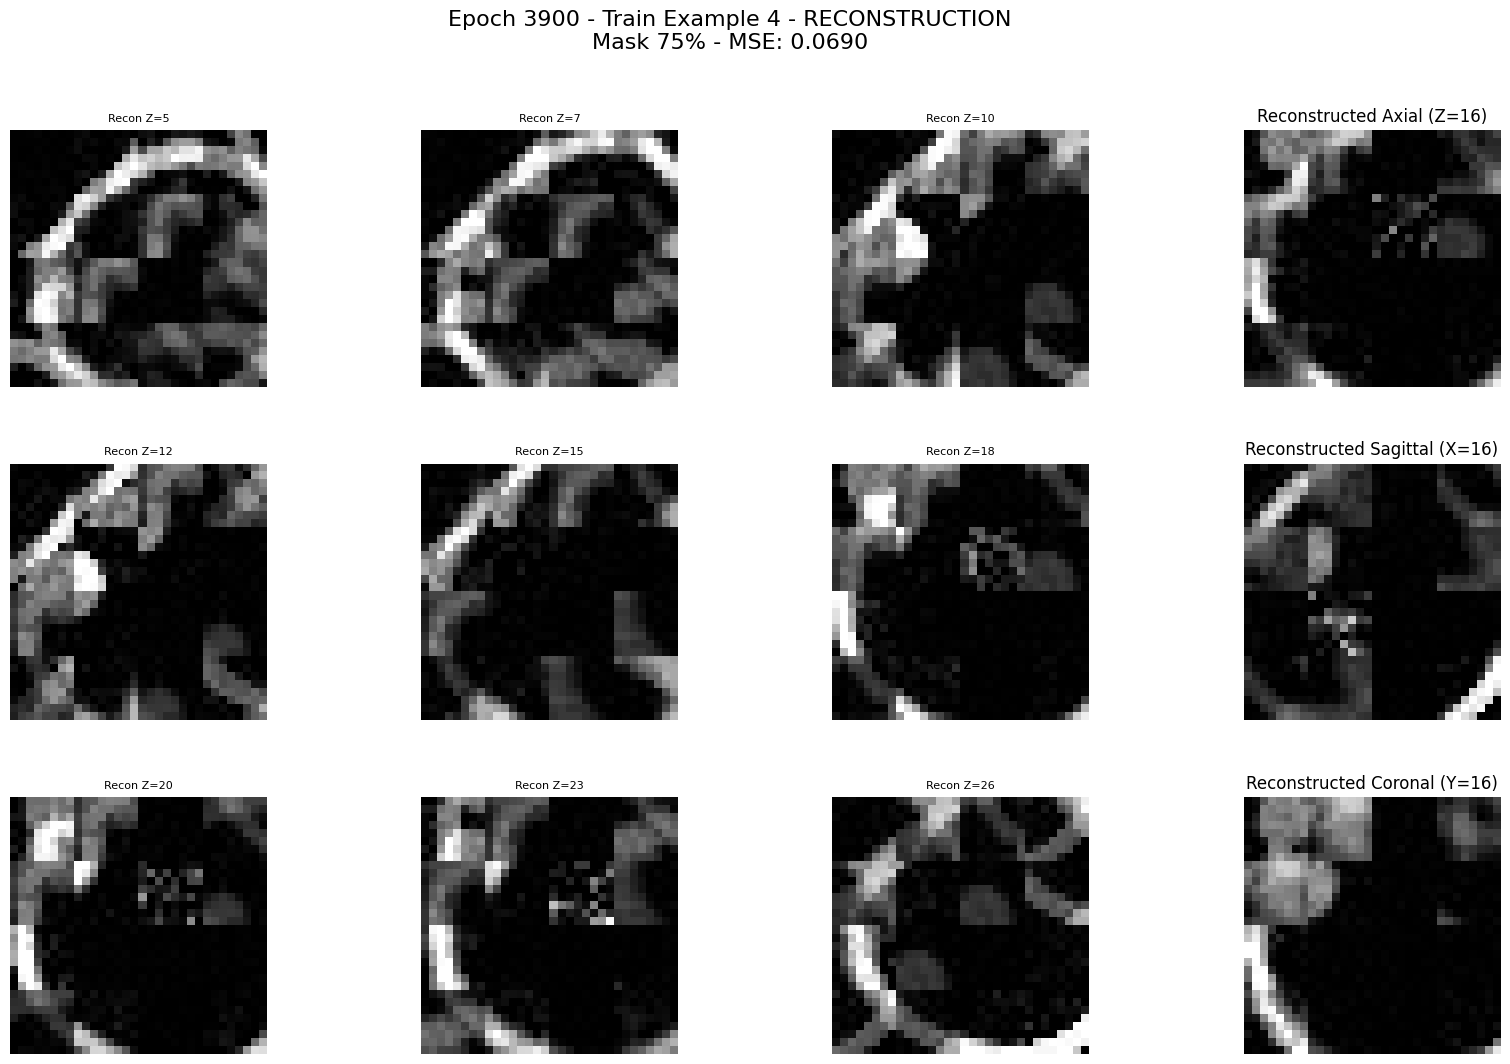 Epoch 3900 - Train Example 4 - RECONSTRUCTION
Mask 75% - MSE: 0.0690
Recon Z=5
Recon Z=7
Recon Z=10
Reconstructed Axial (Z=16)
Recon Z=12
Recon Z=15
Recon Z=18
Reconstructed Sagittal (X=16)
Recon Z=20
Recon Z=23
Recon Z=26
Reconstructed Coronal (Y=16)